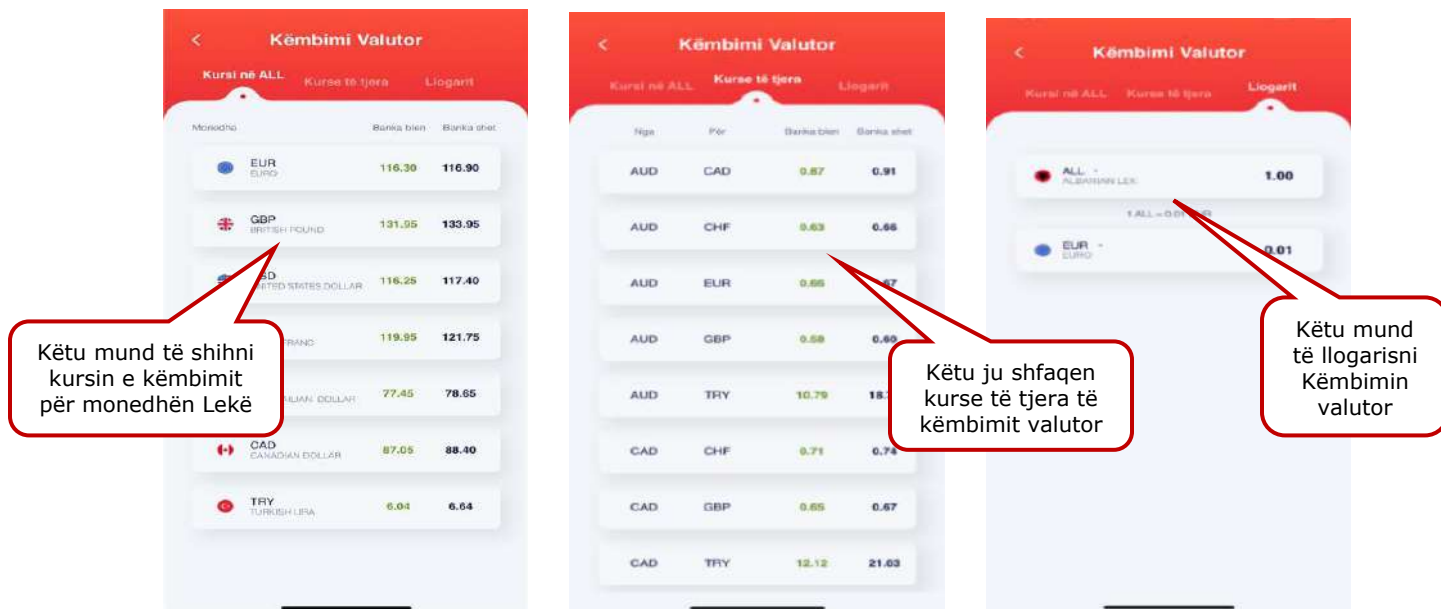 Këmbimi Valutor
Kursi në ALL Kurse të tjera Llogarit
Monedha Banka blen Banka shet
EUR 116.30 116.90
EURO
GBP 131.95 133.95
BRITISH POUND
116.25 117.40
STATES DOLLAR
119.95 121.75
77.45 78.65
DOLLAR
CAD 87.05 88.40
CANADIAN DOLLAR
TRY 6.04 6.64
TURKISH LIRA
Këtu mund të shihni
kursin e këmbimit
për monedhën Lekë
Këmbimi Valutor
Kursi në ALL Kurse të tjera Llogarit
Nga Për Banka blen Banka shet
AUD CAD 0.87 0.91
AUD CHF 0.63 0.66
AUD EUR
AUD GBP
AUD TRY 10.79
CAD CHF 0.71 0.74
CAD GBP 0.65 0.67
CAD TRY 12.12 21.03
Këtu ju shfaqen
kurse të tjera të
këmbimit valutor
Këmbimi Valutor
Kursi në ALL Kurse të tjera Llogarit
ALL - 1.00
ALBANIAN LEK
1 ALL = 0.01
EUR - 0.01
EURO
Këtu mund
të llogarisni
Këmbimin
valutor